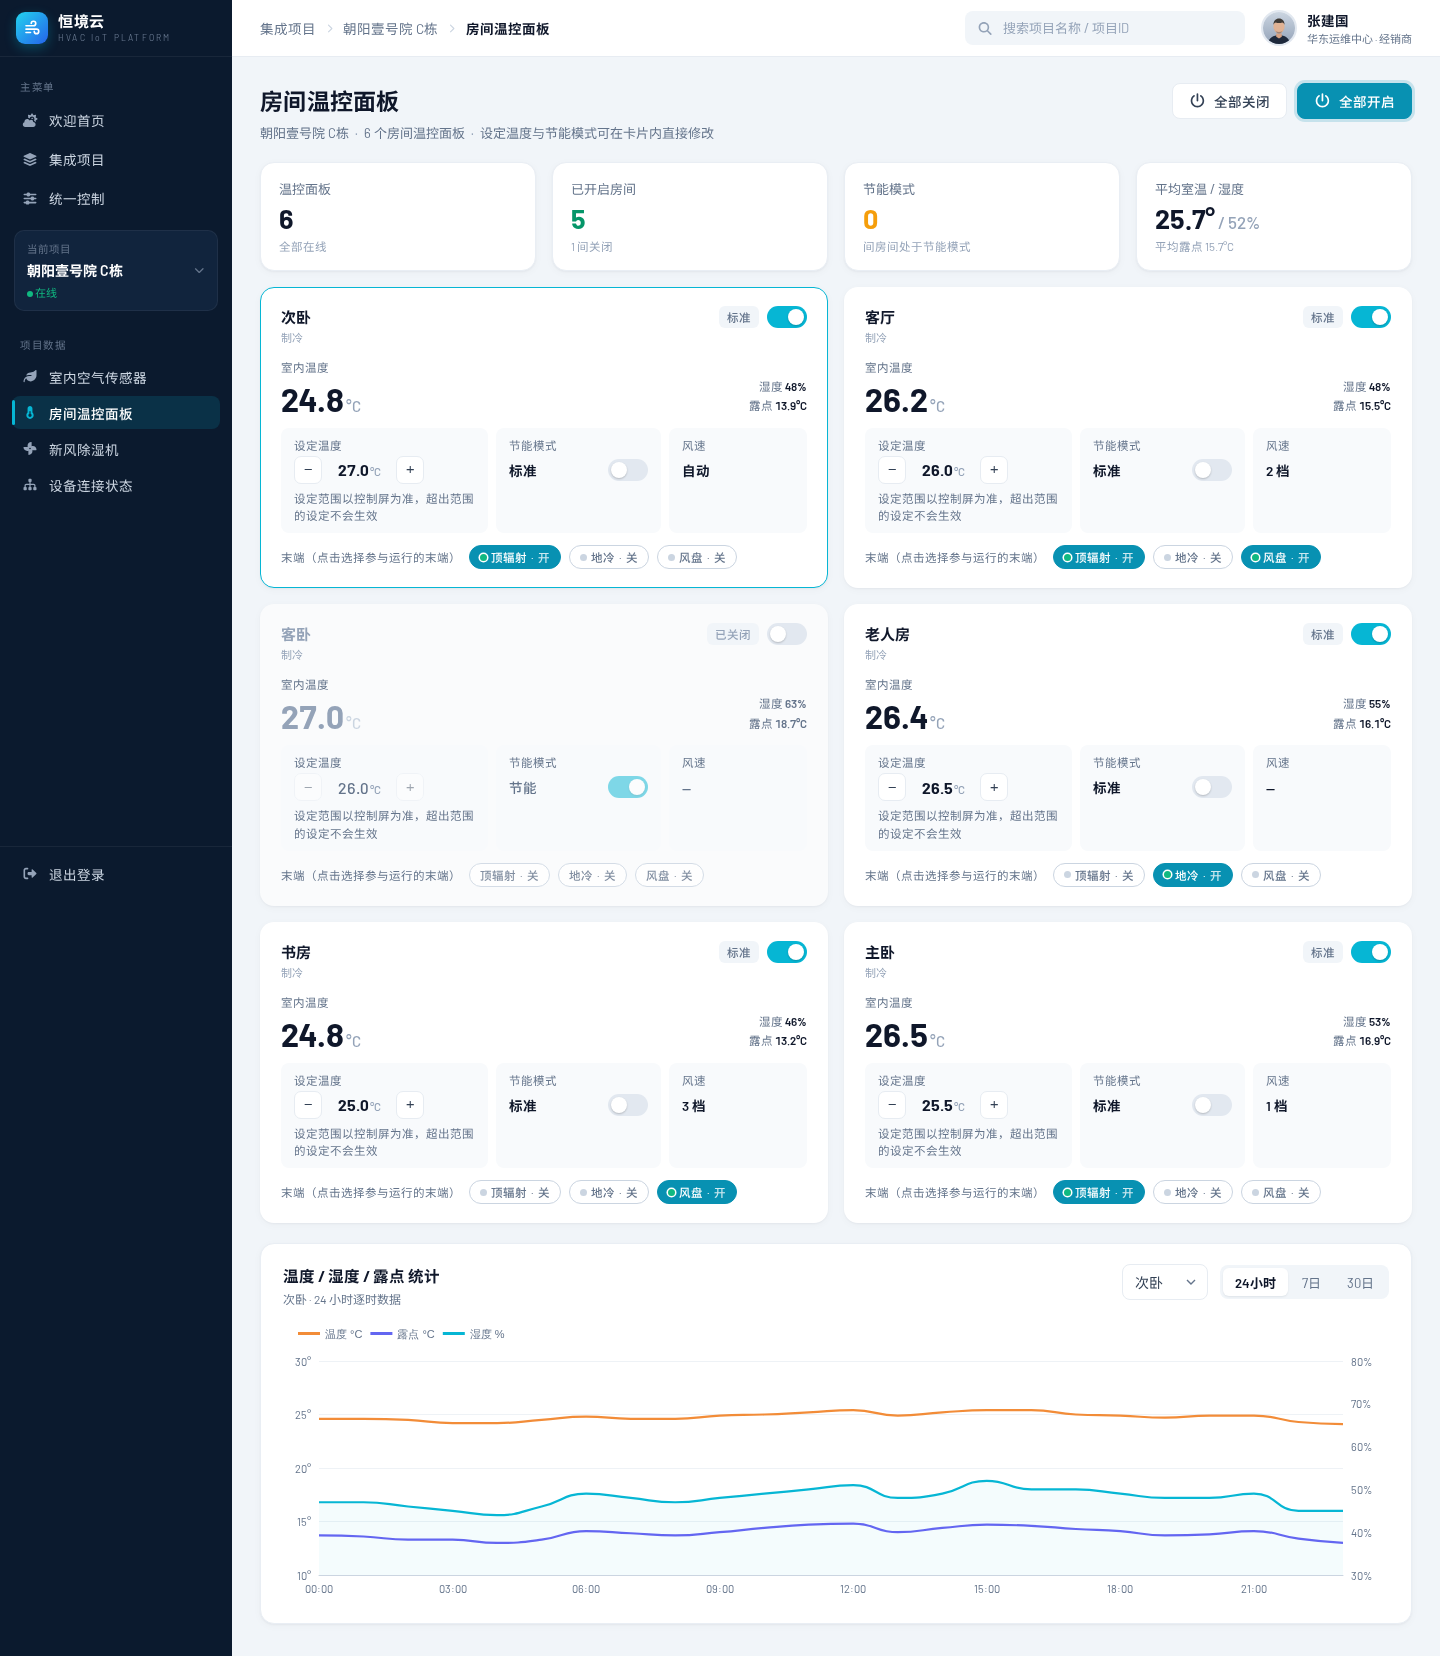 恒境云
HVAC IoT PLATFORM
主菜单
欢迎首页
集成项目
统一控制
当前项目
朝阳壹号院 C栋
在线
项目数据
室内空气传感器
房间温控面板
新风除湿机
设备连接状态
退出登录
集成项目 朝阳壹号院 C栋 房间温控面板
搜索项目名称 / 项目ID
张建国
华东运维中心 · 经销商
房间温控面板
朝阳壹号院 C栋 · 6 个房间温控面板 · 设定温度与节能模式可在卡片内直接修改
全部关闭
全部开启
温控面板
6
全部在线
已开启房间
5
1 间关闭
节能模式
0
间房间处于节能模式
平均室温 / 湿度
25.7° / 52%
平均露点 15.7°C
次卧
标准
制冷
室内温度
24.8°C
湿度 48%
露点 13.9°C
设定温度
− 27.0°C +
设定范围以控制屏为准，超出范围
的设定不会生效
节能模式
标准
风速
自动
末端（点击选择参与运行的末端） 顶辐射 · 开 地冷 · 关 风盘 · 关
客厅
标准
制冷
室内温度
26.2°C
湿度 48%
露点 15.5°C
设定温度
− 26.0°C +
设定范围以控制屏为准，超出范围
的设定不会生效
节能模式
标准
风速
2 档
末端（点击选择参与运行的末端） 顶辐射 · 开 地冷 · 关 风盘 · 开
客卧
已关闭
制冷
室内温度
27.0°C
湿度 63%
露点 18.7°C
设定温度
− 26.0°C +
设定范围以控制屏为准，超出范围
的设定不会生效
节能模式
节能
风速
—
末端（点击选择参与运行的末端） 顶辐射 · 关 地冷 · 关 风盘 · 关
老人房
标准
制冷
室内温度
26.4°C
湿度 55%
露点 16.1°C
设定温度
− 26.5°C +
设定范围以控制屏为准，超出范围
的设定不会生效
节能模式
标准
风速
—
末端（点击选择参与运行的末端） 顶辐射 · 关 地冷 · 开 风盘 · 关
书房
标准
制冷
室内温度
24.8°C
湿度 46%
露点 13.2°C
设定温度
− 25.0°C +
设定范围以控制屏为准，超出范围
的设定不会生效
节能模式
标准
风速
3 档
末端（点击选择参与运行的末端） 顶辐射 · 关 地冷 · 关 风盘 · 开
主卧
标准
制冷
室内温度
26.5°C
湿度 53%
露点 16.9°C
设定温度
− 25.5°C +
设定范围以控制屏为准，超出范围
的设定不会生效
节能模式
标准
风速
1 档
末端（点击选择参与运行的末端） 顶辐射 · 开 地冷 · 关 风盘 · 关
温度 / 湿度 / 露点 统计
次卧 · 24 小时逐时数据
次卧
24小时 7日 30日
温度 °C 露点 °C 湿度 %
30°
25°
20°
15°
10°
80%
70%
60%
50%
40%
30%
00:00 03:00 06:00 09:00 12:00 15:00 18:00 21:00